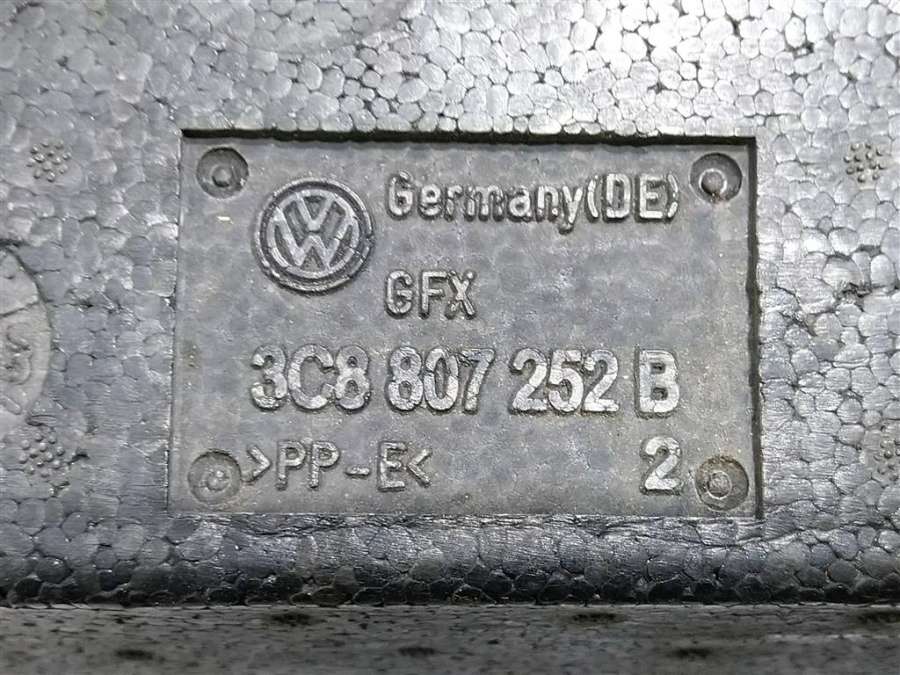 Germany(DE)
GFX
3C8 807 252 B
>PP-E< 2